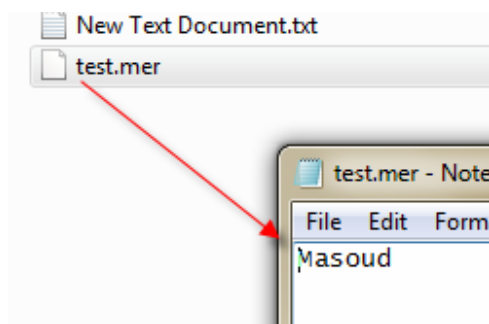 New Text Document.txt
test.mer
test.mer - Note
File Edit Form
Masoud